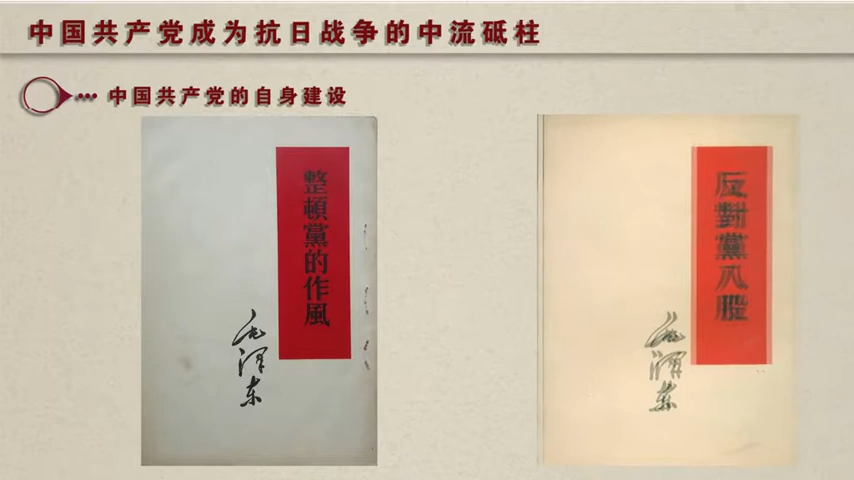 中国共产党成为抗日战争的中流砥柱
中国共产党的自身建设
整頓黨的作風
毛泽东
反對黨八股
毛泽东